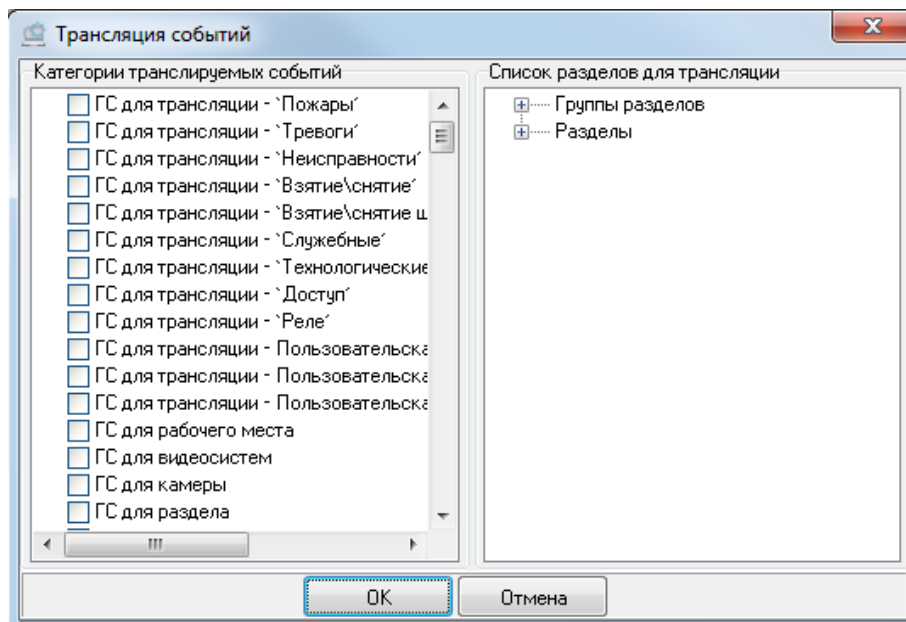 Трансляция событий
Категории транслируемых событий
ГС для трансляции - `Пожары´
ГС для трансляции - `Тревоги´
ГС для трансляции - `Неисправности´
ГС для трансляции - `Взятие\снятие´
ГС для трансляции - `Взятие\снятие ш
ГС для трансляции - `Служебные´
ГС для трансляции - `Технологические
ГС для трансляции - `Доступ´
ГС для трансляции - `Реле´
ГС для трансляции - Пользовательска
ГС для трансляции - Пользовательска
ГС для трансляции - Пользовательска
ГС для рабочего места
ГС для видеосистем
ГС для камеры
ГС для раздела
Список разделов для трансляции
Группы разделов
Разделы
OK
Отмена